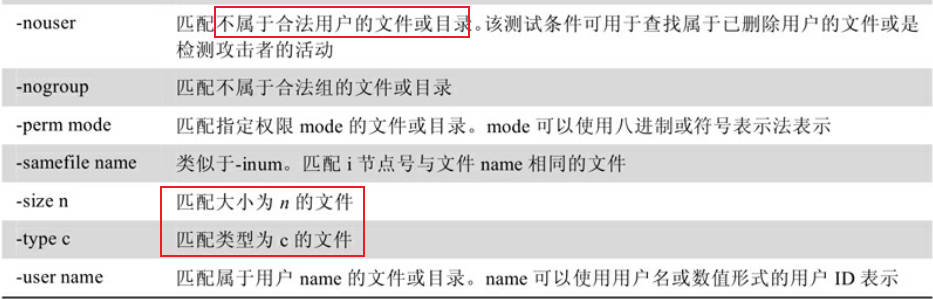 -nouser 匹配不属于合法用户的文件或目录。该测试条件可用于查找属于已删除用户的文件或是
检测攻击者的活动
-nogroup 匹配不属于合法组的文件或目录
-perm mode 匹配指定权限 mode 的文件或目录。mode 可以使用八进制或符号表示法表示
-samefile name 类似于-inum。匹配 i 节点号与文件 name 相同的文件
-size n 匹配大小为 n 的文件
-type c 匹配类型为 c 的文件
-user name 匹配属于用户 name 的文件或目录。name 可以使用用户名或数值形式的用户 ID 表示